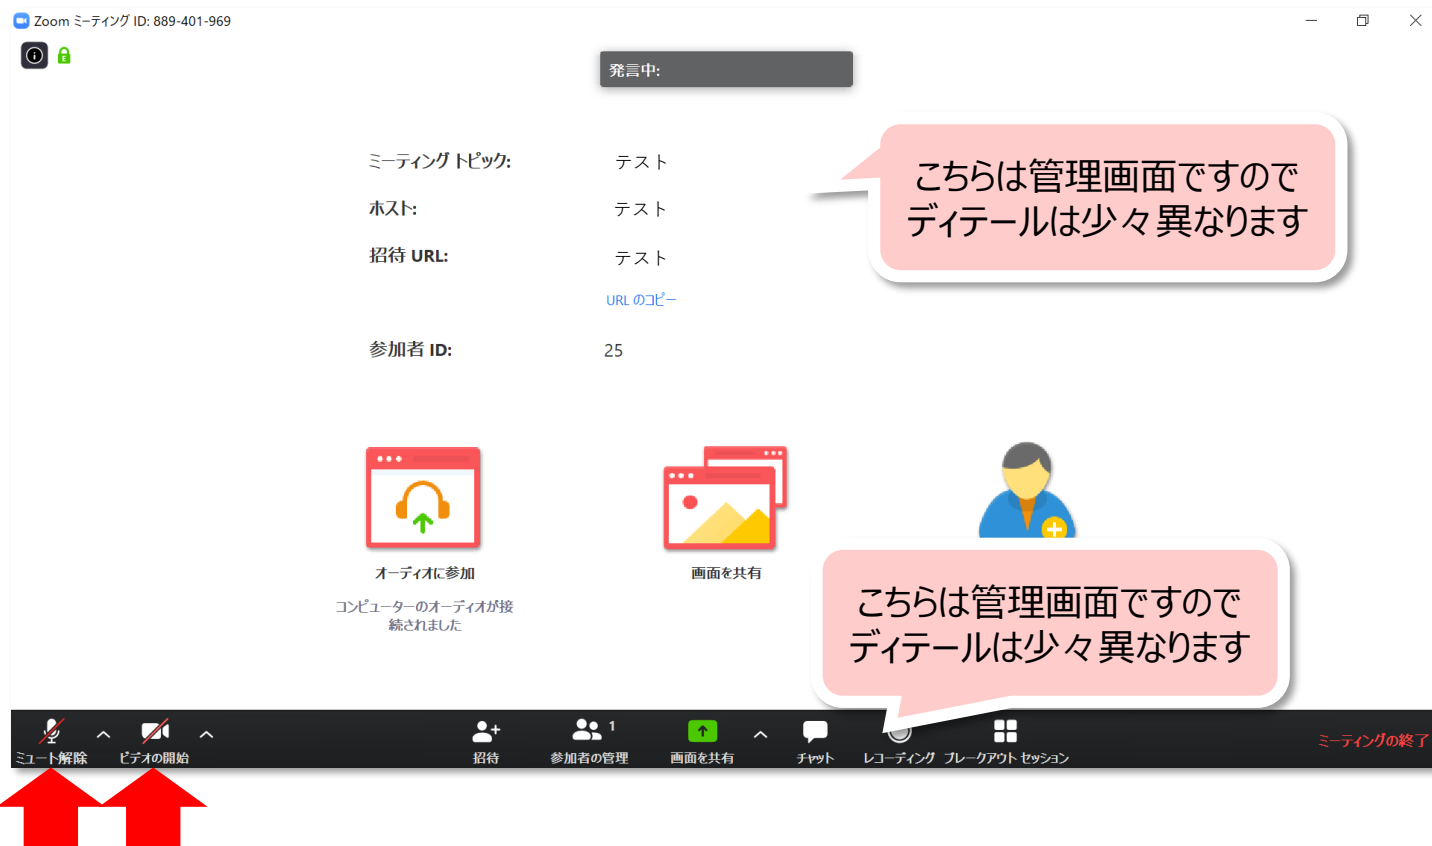 Zoom ミーティング ID: 889-401-969
発言中:
ミーティング トピック: テスト
ホスト: テスト
招待 URL: テスト
URL のコピー
参加者 ID: 25
こちらは管理画面ですので
ディテールは少々異なります
オーディオに参加
コンピューターのオーディオが接
続されました
画面を共有
こちらは管理画面ですので
ディテールは少々異なります
ミュート解除
ビデオの開始
招待
参加者の管理
1
画面を共有
チャット
レコーディング
ブレークアウト セッション
ミーティングの終了